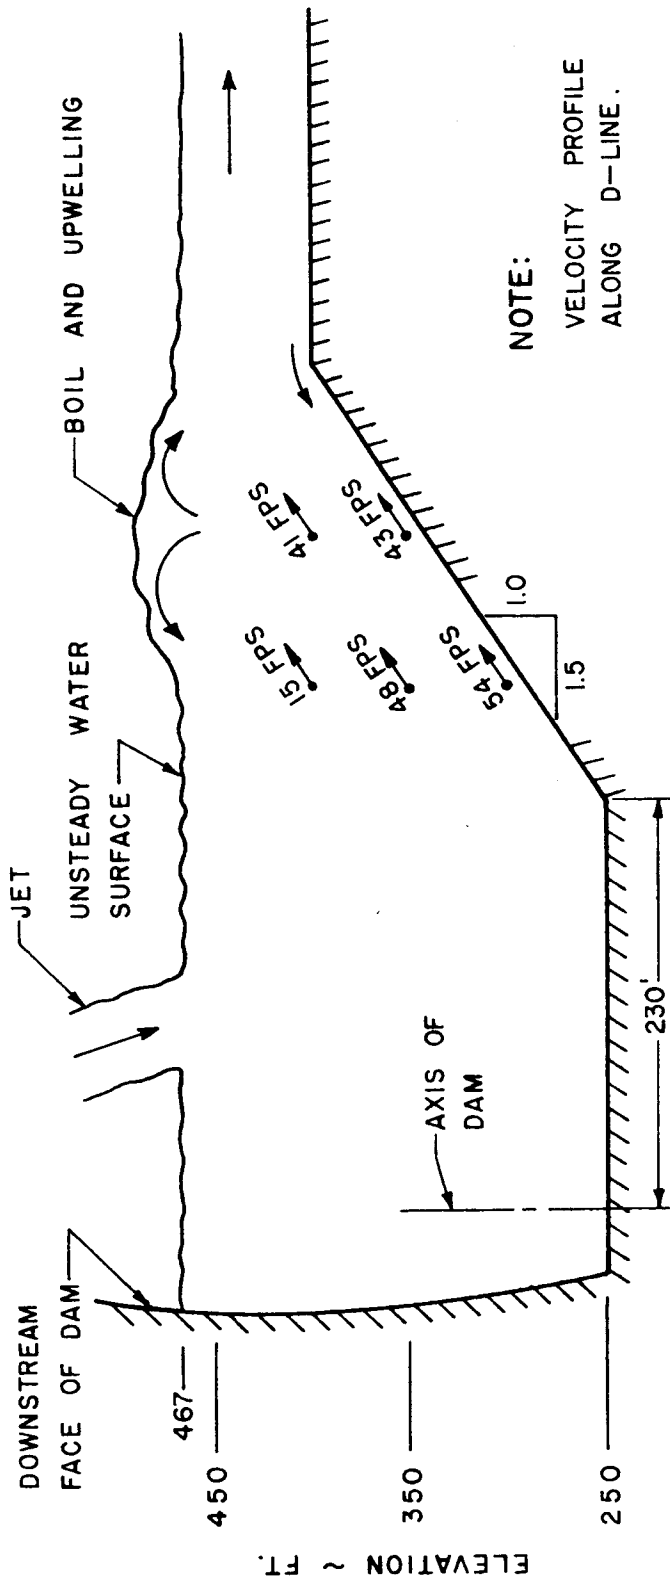 JET
BOIL AND UPWELLING
DOWNSTREAM
FACE OF DAM
UNSTEADY WATER
SURFACE
467
450
350
250
ELEVATION ~ FT.
AXIS OF
DAM
15 FPS
41 FPS
48 FPS
43 FPS
54 FPS
1.0
1.5
230'
NOTE:
VELOCITY PROFILE
ALONG D-LINE.